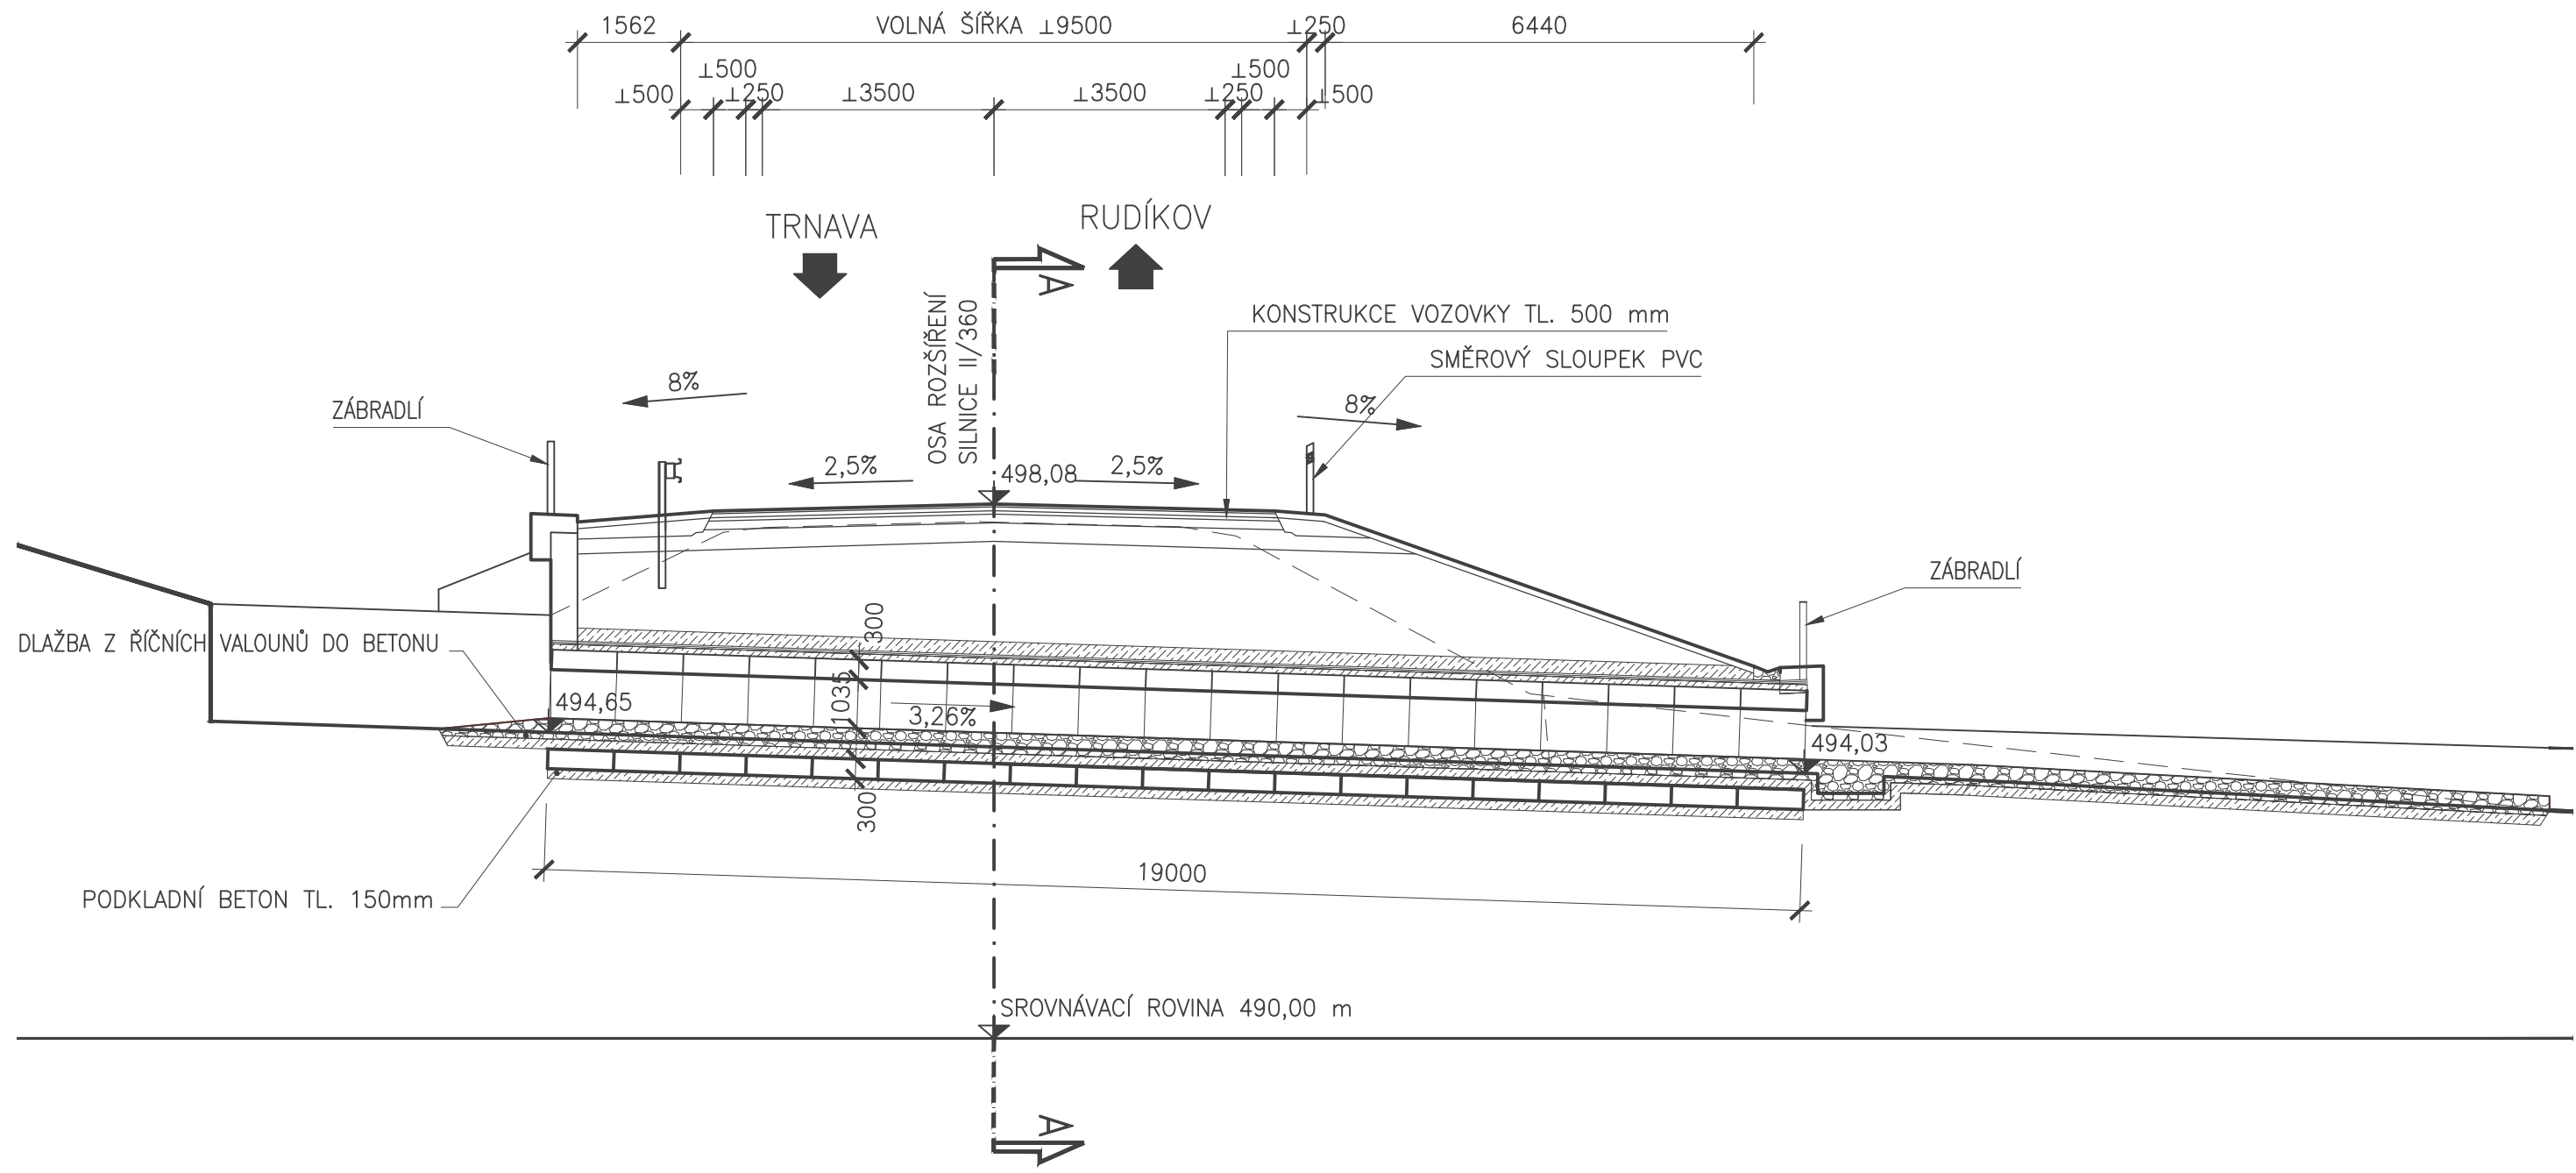 1562
VOLNÁ ŠÍŘKA ⊥9500
⊥250
6440
⊥500
⊥500
⊥500
⊥250
⊥3500
⊥3500
⊥250
⊥500
TRNAVA
RUDÍKOV
A
OSA ROZŠÍŘENÍ
SILNICE II/360
KONSTRUKCE VOZOVKY TL. 500 mm
SMĚROVÝ SLOUPEK PVC
8%
8%
ZÁBRADLÍ
2,5%
498,08
2,5%
ZÁBRADLÍ
300
DLAŽBA Z ŘÍČNÍCH VALOUNŮ DO BETONU
1035
494,65
3,26%
494,03
300
19000
PODKLADNÍ BETON TL. 150mm
SROVNÁVACÍ ROVINA 490,00 m
A